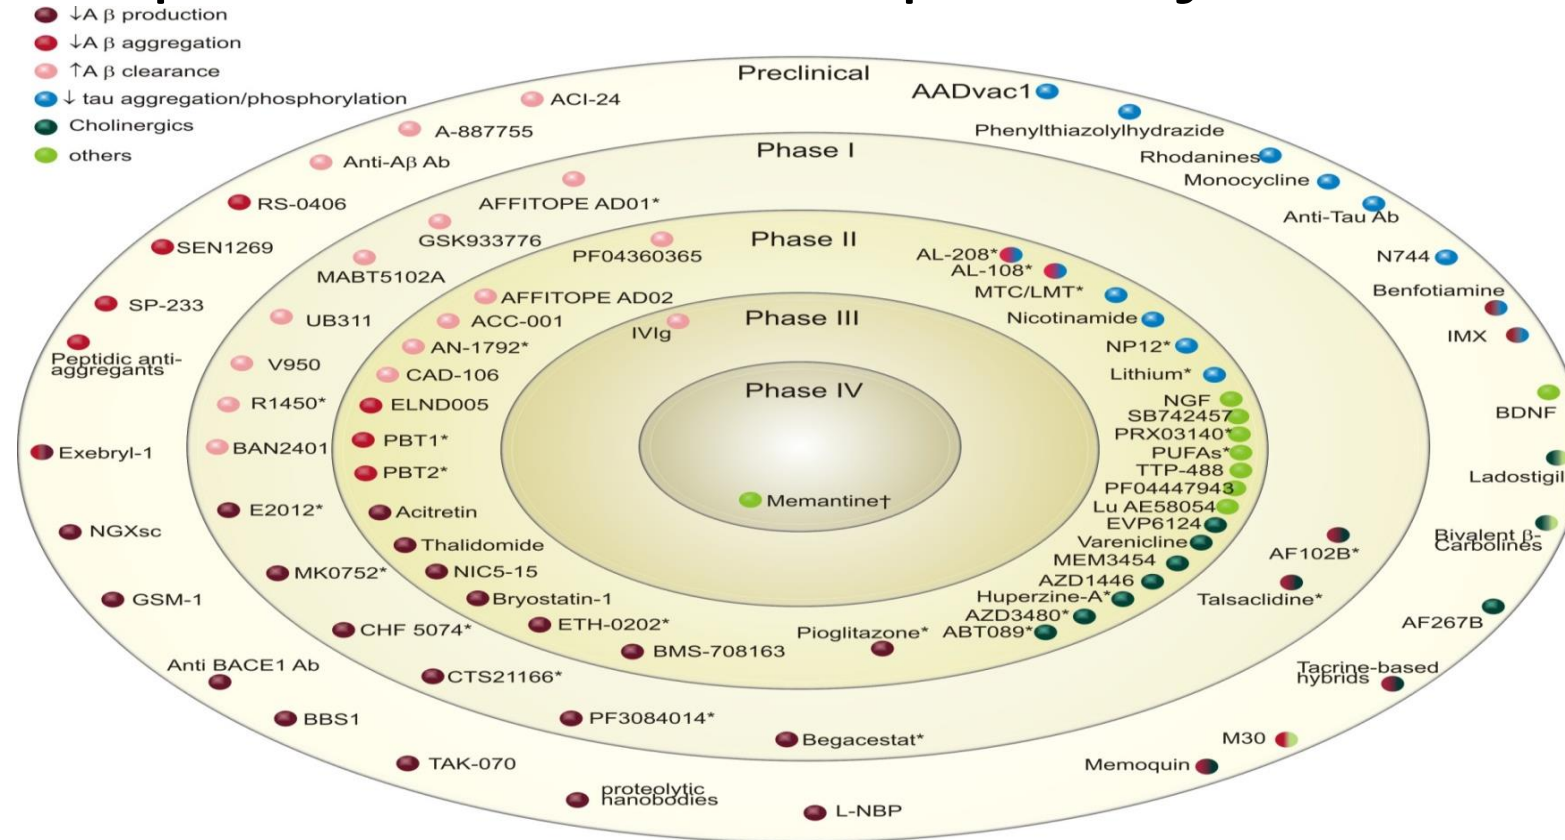 ↓A β production
↓A β aggregation
↑A β clearance
↓ tau aggregation/phosphorylation
Cholinergics
others
Preclinical
ACI-24
A-887755
Anti-Aβ Ab
RS-0406
SEN1269
SP-233
Peptidic anti-
aggregants
Exebryl-1
NGXsc
GSM-1
Anti BACE1 Ab
BBS1
TAK-070
proteolytic
nanobodies
L-NBP
AADvac1
Phenylthiazolylhydrazide
Rhodanines
Monocycline
Anti-Tau Ab
N744
Benfotiamine
IMX
BDNF
Ladostigil
Bivalent β-
Carbolines
AF267B
Tacrine-based
hybrids
M30
Memoquin
Phase I
AFFITOPE AD01*
GSK933776
MABT5102A
UB311
V950
R1450*
BAN2401
E2012*
MK0752*
CHF 5074*
CTS21166*
PF3084014*
Begacestat*
AF102B*
Talsaclidine*
Phase II
PF04360365
AFFITOPE AD02
ACC-001
AN-1792*
CAD-106
ELND005
PBT1*
PBT2*
Acitretin
Thalidomide
NIC5-15
Bryostatin-1
ETH-0202*
BMS-708163
Pioglitazone*
AL-208*
AL-108*
MTC/LMT*
Nicotinamide
NP12*
Lithium*
NGF
SB742457
PRX03140*
PUFAs*
TTP-488
PF04447943
Lu AE58054
EVP6124
Varenicline
MEM3454
AZD1446
Huperzine-A*
AZD3480*
ABT089*
Phase III
IVIg
Phase IV
Memantine†